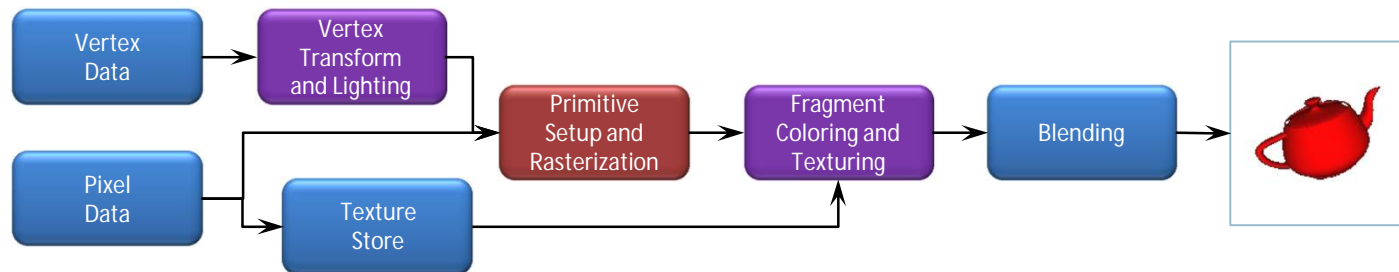 Vertex
Data
Vertex
Transform
and Lighting
Primitive
Setup and
Rasterization
Fragment
Coloring and
Texturing
Blending
Pixel
Data
Texture
Store